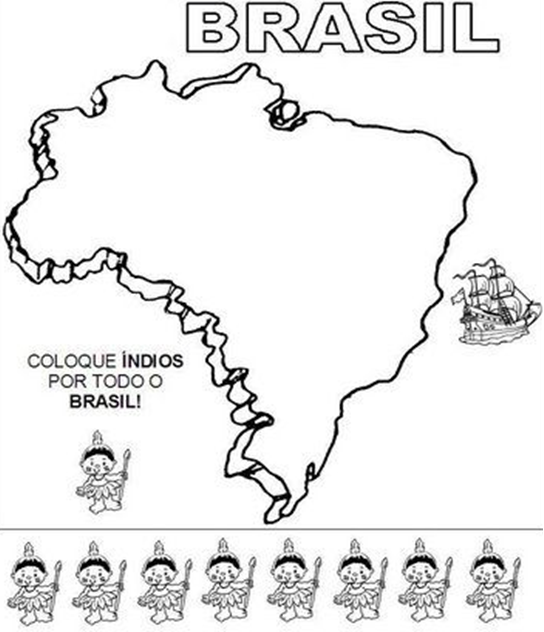 BRASIL
COLOQUE ÍNDIOS
POR TODO O
BRASIL!